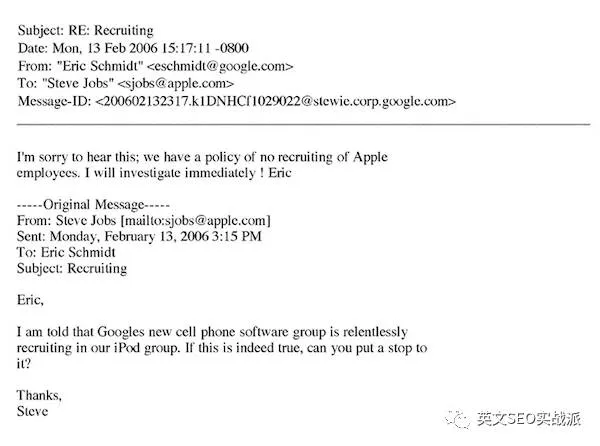 Subject: RE: Recruiting
Date: Mon, 13 Feb 2006 15:17:11 -0800
From: "Eric Schmidt" <eschmidt@google.com>
To: "Steve Jobs" <sjobs@apple.com>
Message-ID: <200602132317.k1DNHCf1029022@stewie.corp.google.com>
I'm sorry to hear this; we have a policy of no recruiting of Apple
employees. I will investigate immediately ! Eric
-----Original Message-----
From: Steve Jobs [mailto:sjobs@apple.com]
Sent: Monday, February 13, 2006 3:15 PM
To: Eric Schmidt
Subject: Recruiting
Eric,
I am told that Googles new cell phone software group is relentlessly
recruiting in our iPod group. If this is indeed true, can you put a stop to
it?
Thanks,
Steve
英文SEO实战派